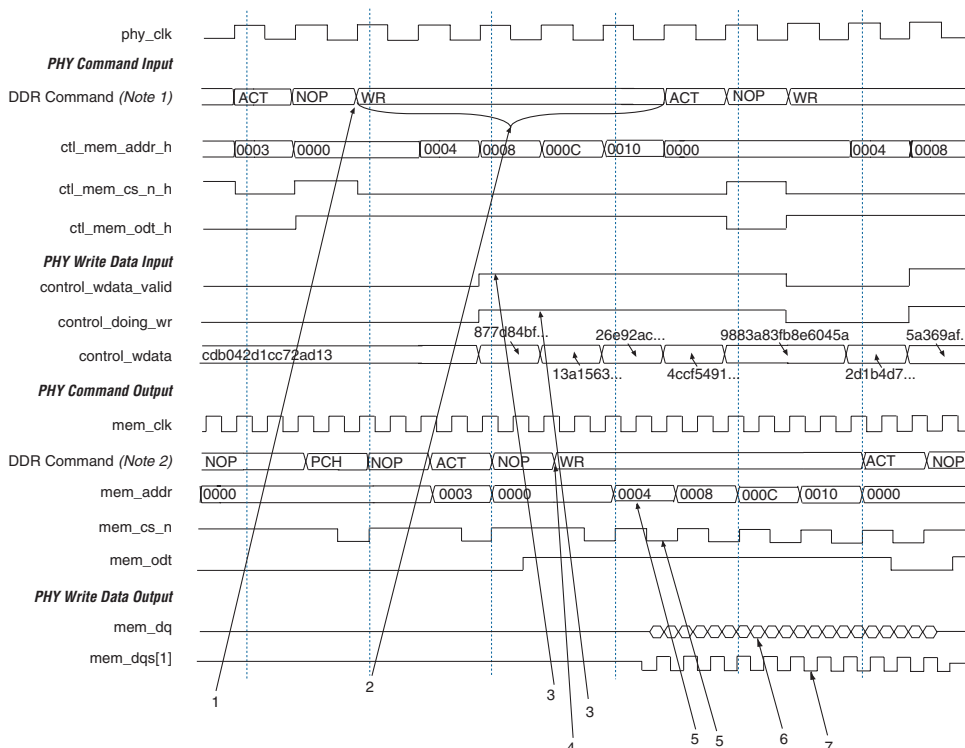 phy_clk
PHY Command Input
DDR Command (Note 1) ACT NOP WR ACT NOP WR
ctl_mem_addr_h 0003 0000 0004 0008 000C 0010 0000 0004 0008
ctl_mem_cs_n_h
ctl_mem_odt_h
PHY Write Data Input
control_wdata_valid
control_doing_wr
877d84bf... 26e92ac... 9883a83fb8e6045a 5a369af...
control_wdata cdb042d1cc72ad13
13a1563... 4ccf5491... 2d1b4d7...
PHY Command Output
mem_clk
DDR Command (Note 2) NOP PCH NOP ACT NOP WR ACT NOP
mem_addr 0000 0003 0000 0004 0008 000C 0010 0000
mem_cs_n
mem_odt
PHY Write Data Output
mem_dq
mem_dqs[1]
1 2 3 4 3 5 5 6 7